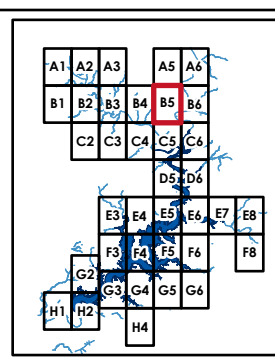 A1 A2 A3 A5 A6
B1 B2 B3 B4 B5 B6
C2 C3 C4 C5 C6
D5 D6
E3 E4 E5 E6 E7 E8
F3 F4 F5 F6 F8
G2 G3 G4 G5 G6
H1 H2 H4